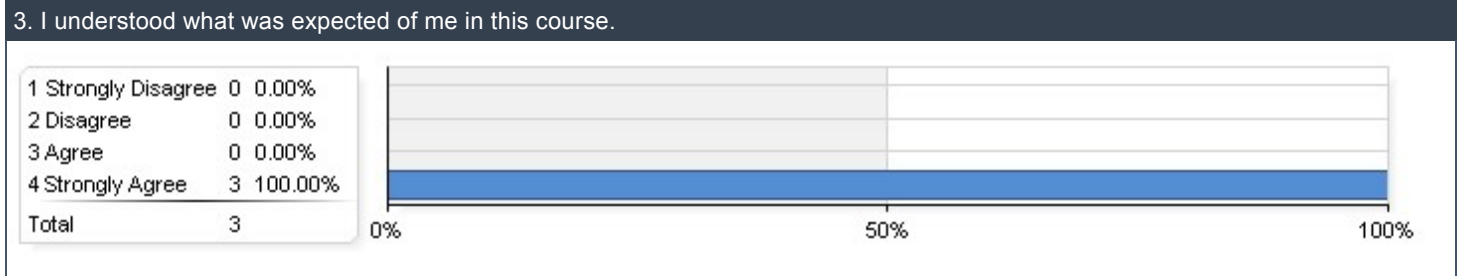 3. I understood what was expected of me in this course.
1 Strongly Disagree 0 0.00%
2 Disagree 0 0.00%
3 Agree 0 0.00%
4 Strongly Agree 3 100.00%
Total 3
0% 50% 100%